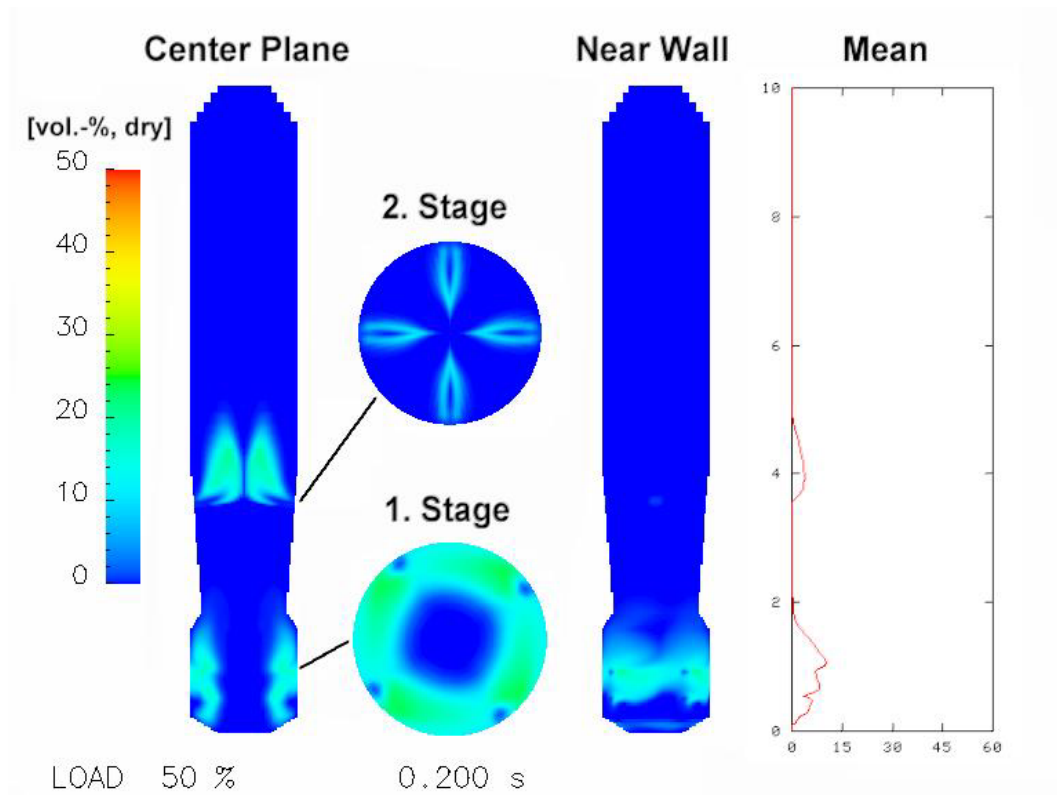 Center Plane
Near Wall
Mean
[vol.-%, dry]
50
40
30
20
10
0
2. Stage
1. Stage
10
8
6
4
2
0
0 15 30 45 60
LOAD 50 % 0.200 s